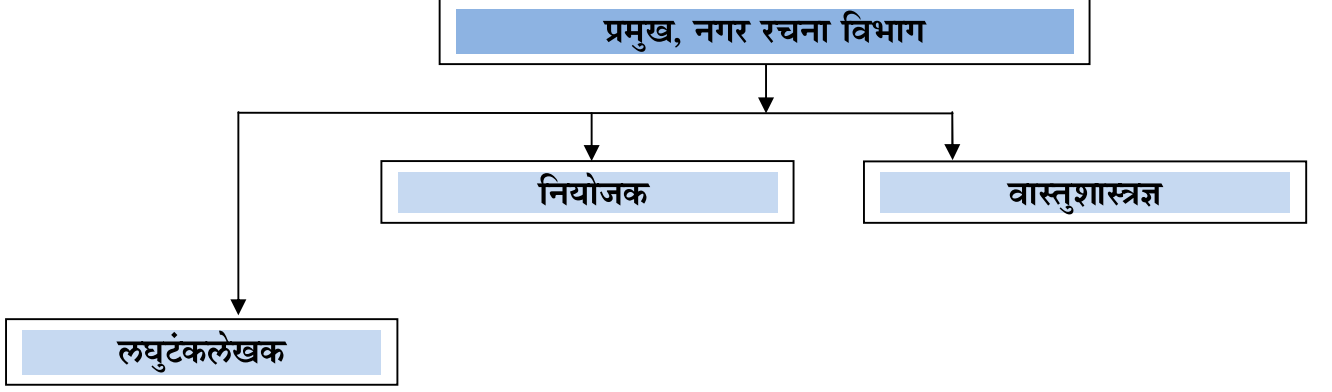 प्रमुख, नगर रचना विभाग
नियोजक
वास्तुशास्त्रज्ञ
लघुटंकलेखक